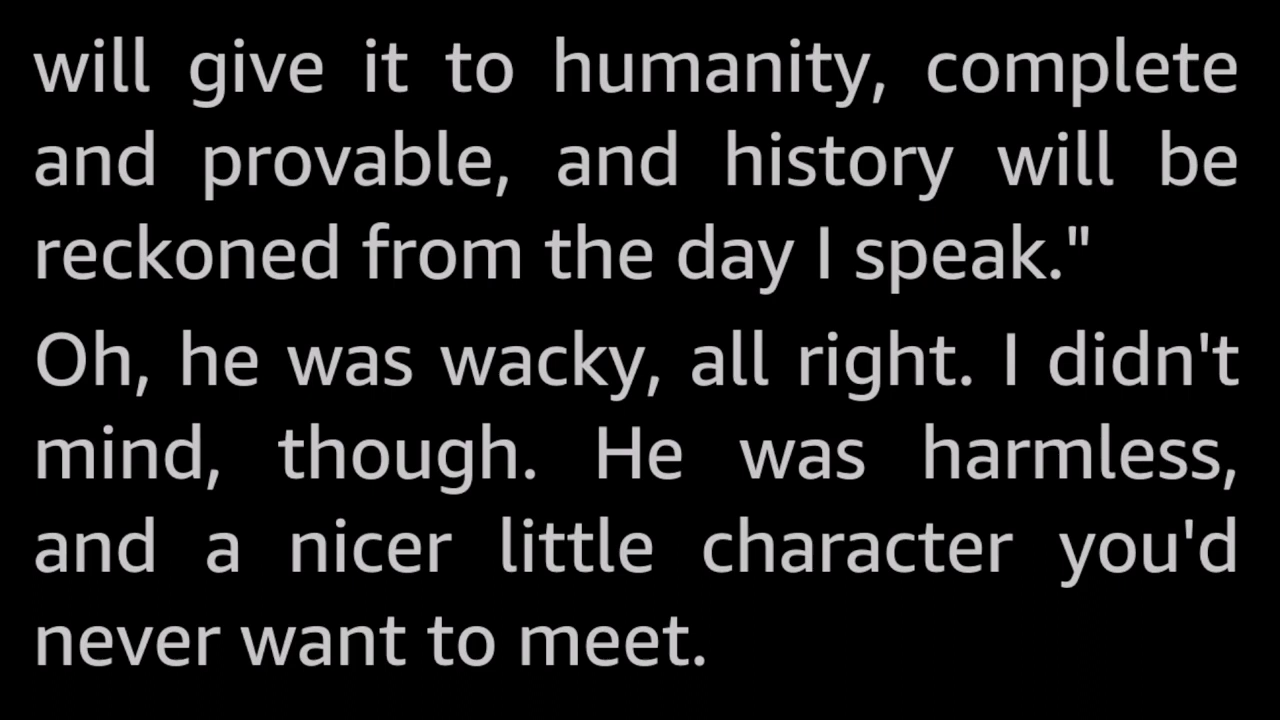 will give it to humanity, complete
and provable, and history will be
reckoned from the day I speak."
Oh, he was wacky, all right. I didn't
mind, though. He was harmless,
and a nicer little character you'd
never want to meet.